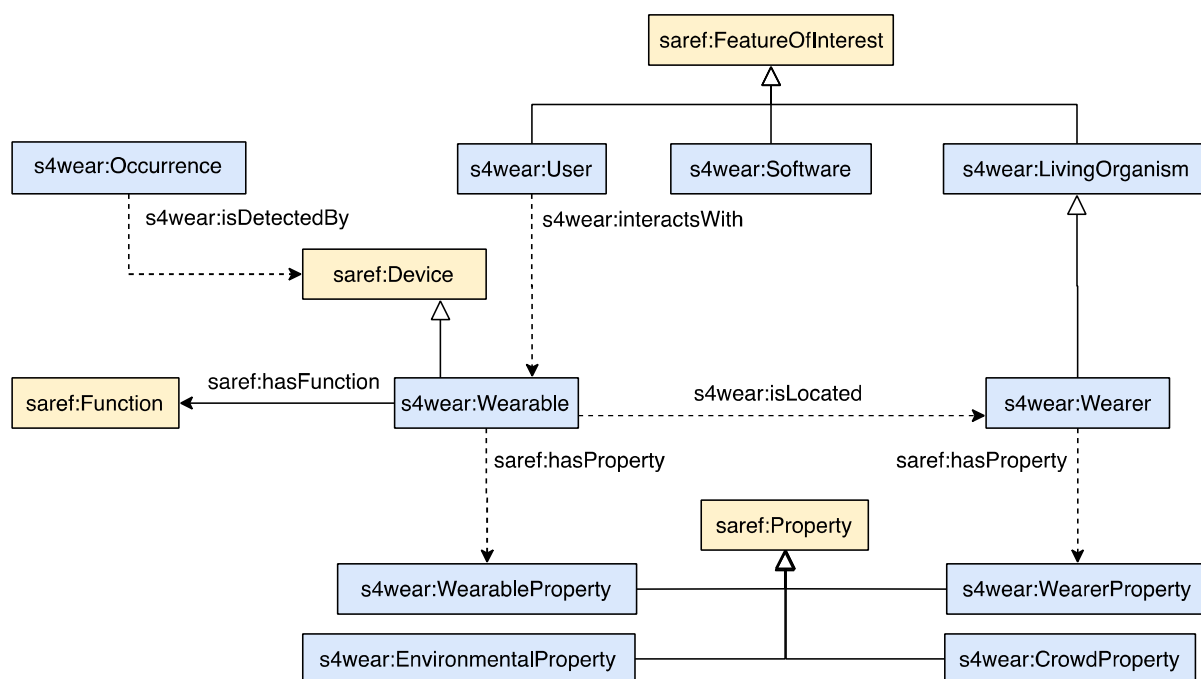 saref:FeatureOfInterest
s4wear:Occurrence
s4wear:User
s4wear:Software
s4wear:LivingOrganism
s4wear:isDetectedBy
s4wear:interactsWith
saref:Device
saref:hasFunction
saref:Function
s4wear:Wearable
s4wear:isLocated
s4wear:Wearer
saref:hasProperty
saref:hasProperty
saref:Property
s4wear:WearableProperty
s4wear:WearerProperty
s4wear:EnvironmentalProperty
s4wear:CrowdProperty